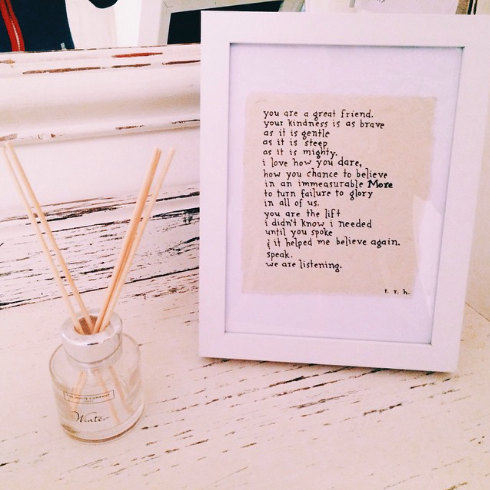 you are a great friend.
your kindness is as brave
as it is gentle
as it is steep
as it is mighty.
i love how you dare,
how you chance to believe
in an immeasurable More
to turn failure to glory
in all of us.
you are the lift
i didn't know i needed
until you spoke
& it helped me believe again.
speak.
we are listening.
t. r. h.
Winter